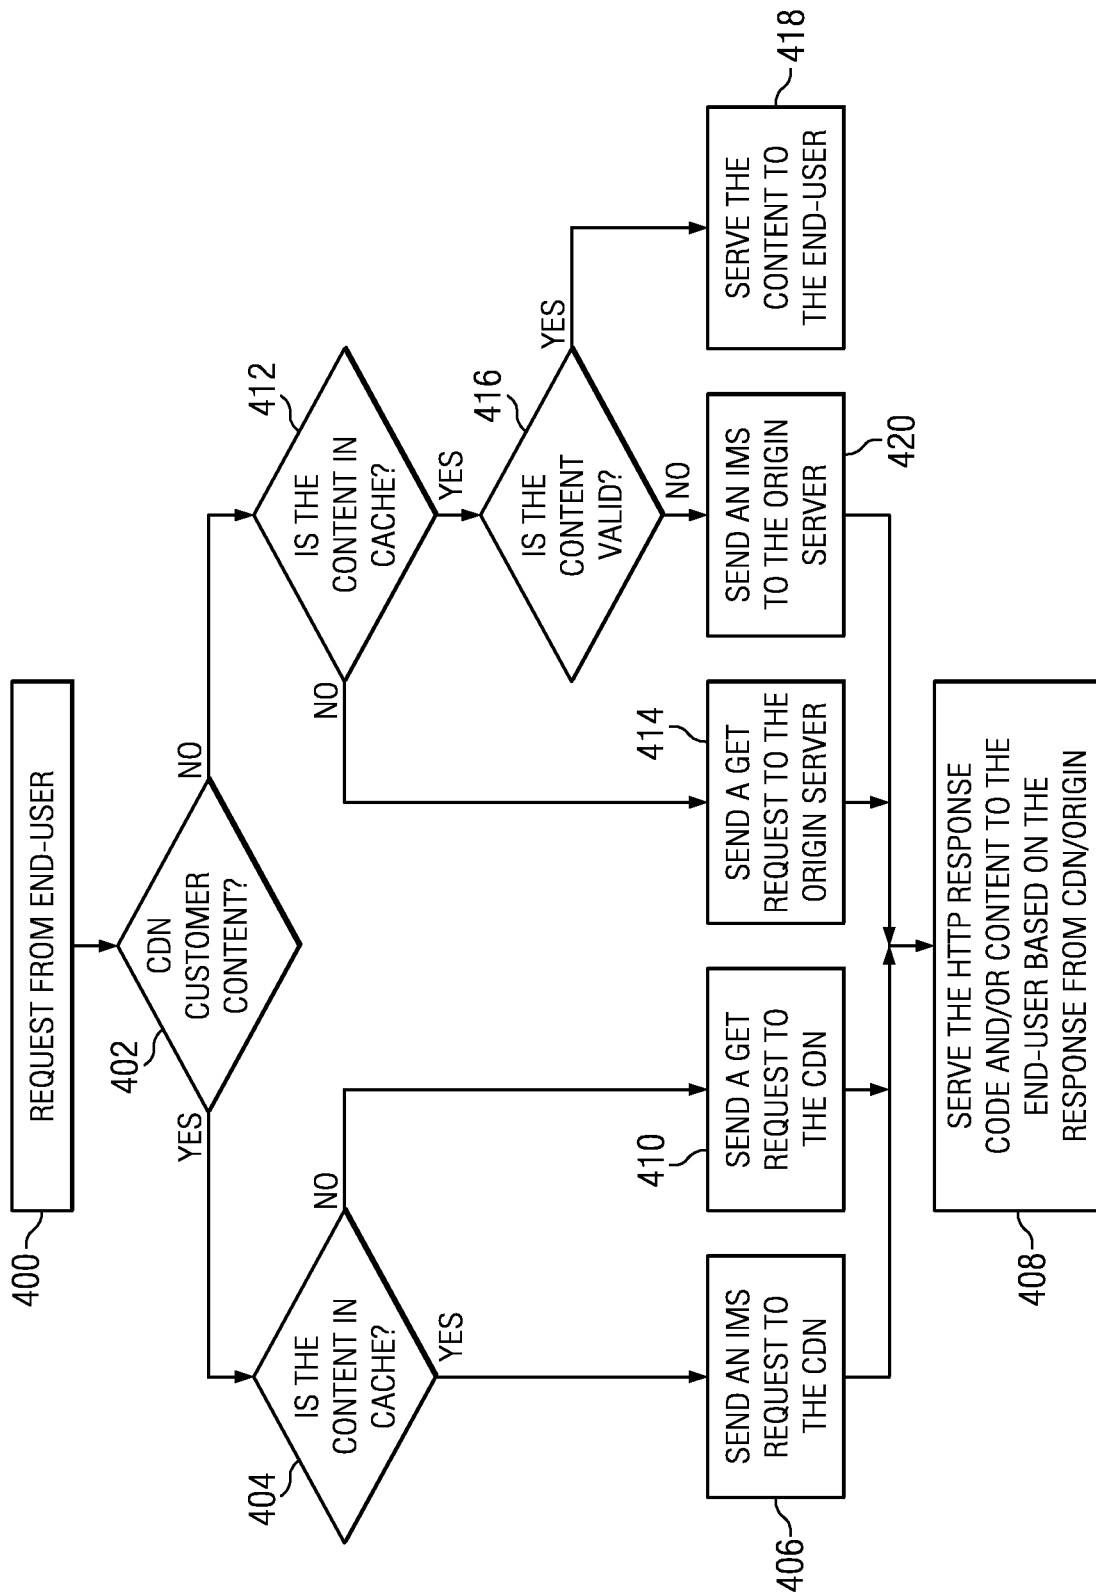 400
REQUEST FROM END-USER
402
CDN
CUSTOMER
CONTENT?
YES
NO
404
IS THE
CONTENT IN
CACHE?
NO
YES
412
IS THE
CONTENT IN
CACHE?
NO
YES
416
IS THE
CONTENT
VALID?
YES
NO
406
SEND AN IMS
REQUEST TO
THE CDN
410
SEND A GET
REQUEST TO
THE CDN
414
SEND A GET
REQUEST TO THE
ORIGIN SERVER
420
SEND AN IMS
TO THE ORIGIN
SERVER
418
SERVE THE
CONTENT TO
THE END-USER
408
SERVE THE HTTP RESPONSE
CODE AND/OR CONTENT TO THE
END-USER BASED ON THE
RESPONSE FROM CDN/ORIGIN